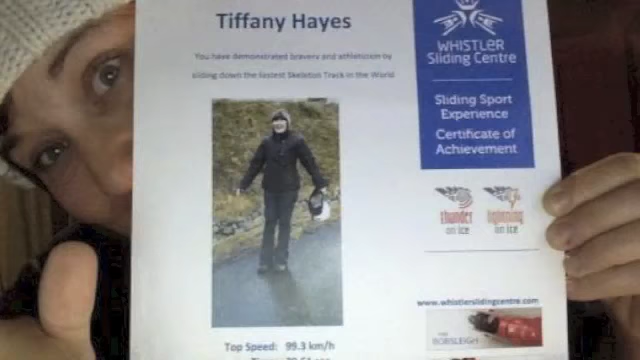 Tiffany Hayes
You have demonstrated bravery and athleticism by
sliding down the fastest Skeleton Track in the World
WHISTLER
Sliding Centre
Sliding Sport
Experience
Certificate of
Achievement
thunder
on ice
lightning
on ice
www.whistlerslidingcentre.com
BOBSLEIGH
Top Speed: 99.3 km/h